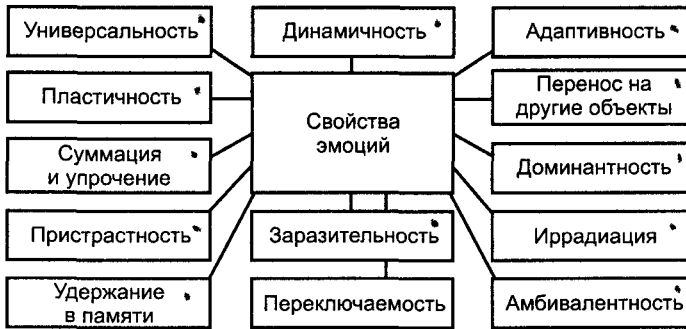 Универсальность
Динамичность
Адаптивность
Пластичность
Свойства
эмоций
Перенос на
другие объекты
Суммация
и упрочение
Доминантность
Пристрастность
Заразительность
Иррадиация
Удержание
в памяти
Переключаемость
Амбивалентность